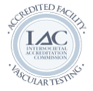 ACCREDITED FACILITY
IAC
INTERSOCIETAL
ACCREDITATION
COMMISSION
VASCULAR TESTING